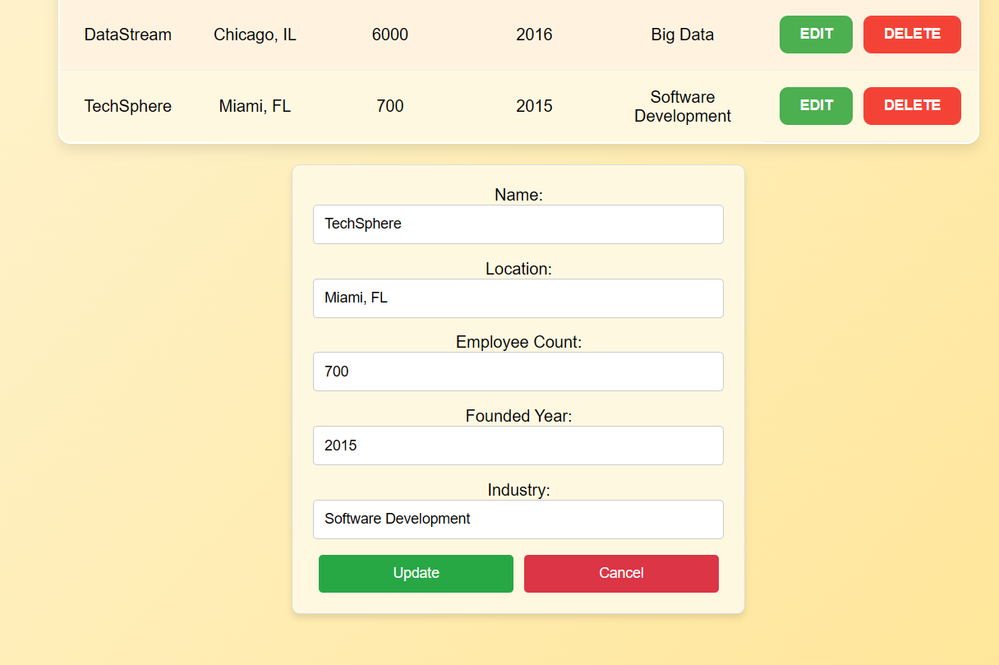 DataStream Chicago, IL 6000 2016 Big Data EDIT DELETE
TechSphere Miami, FL 700 2015 Software Development EDIT DELETE
Name:
TechSphere
Location:
Miami, FL
Employee Count:
700
Founded Year:
2015
Industry:
Software Development
Update Cancel